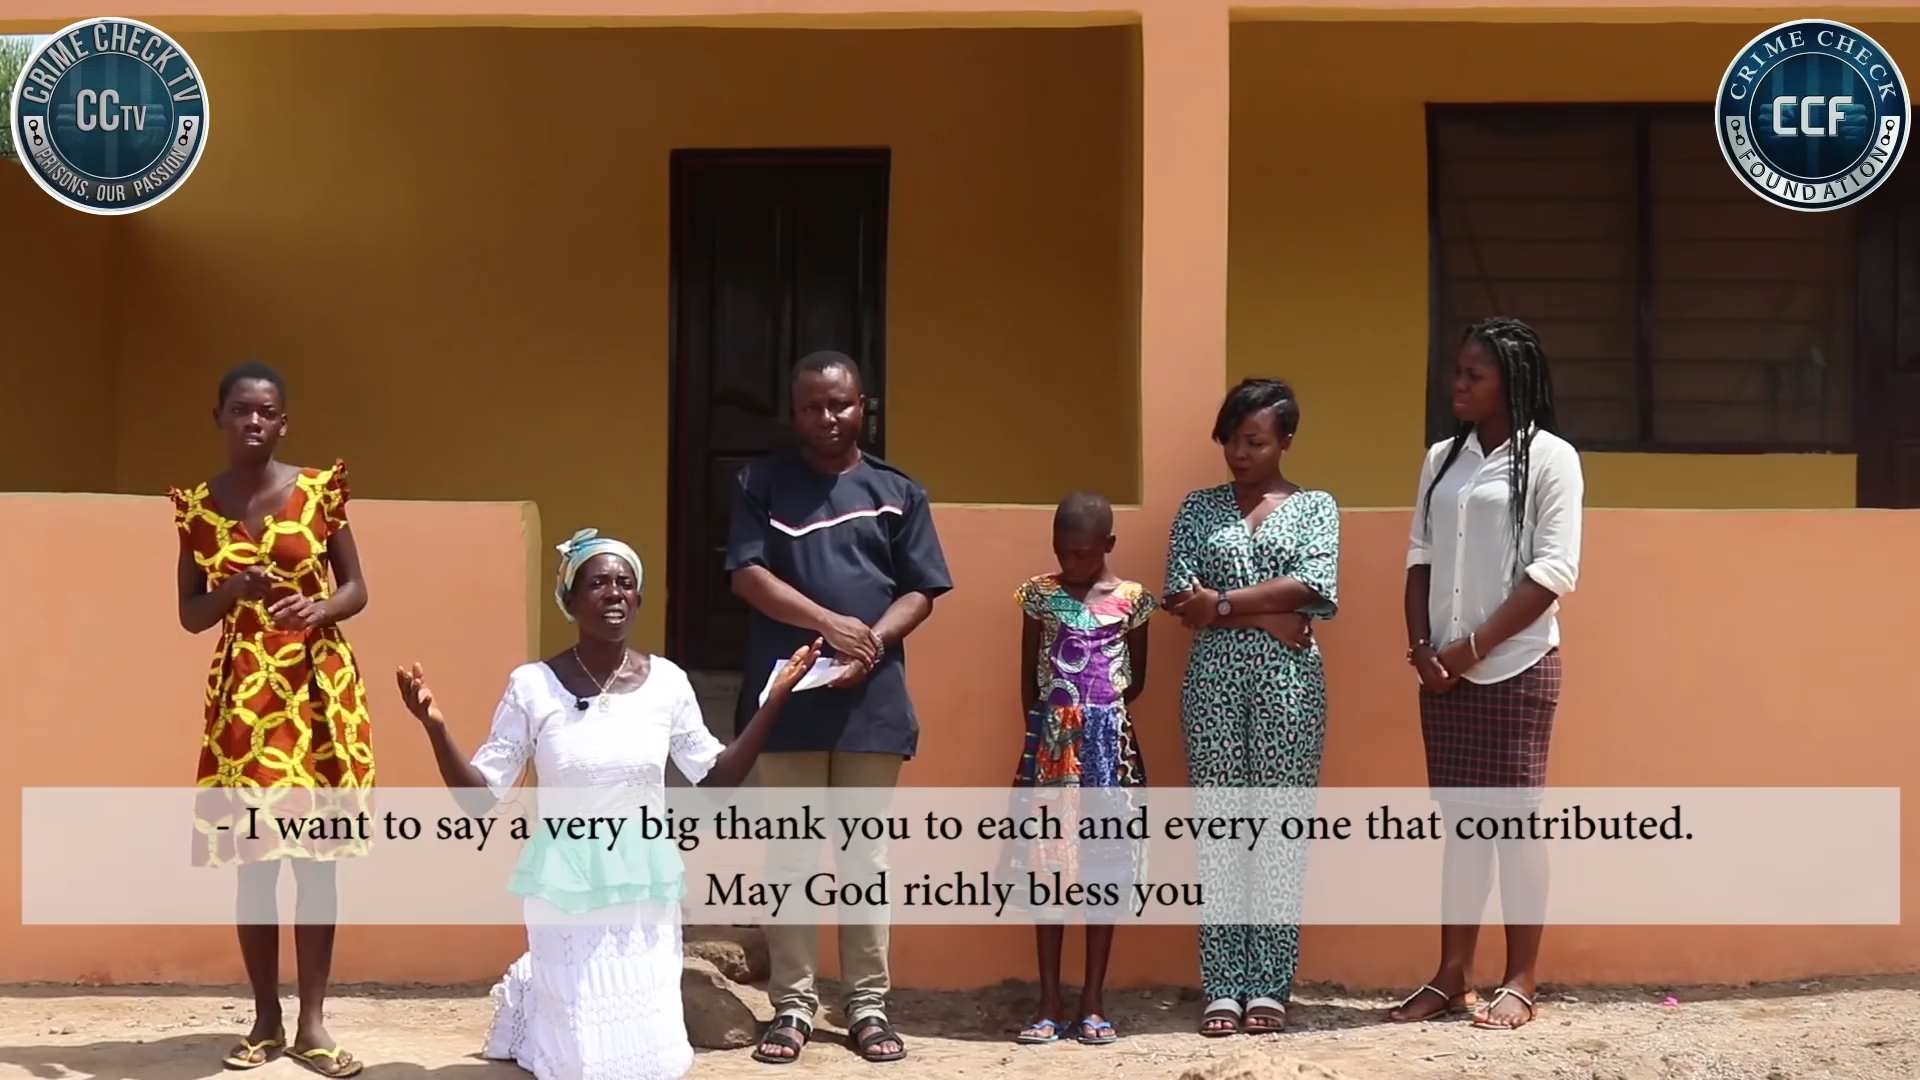 CRIME CHECK TV
CCTV
PRISONS, OUR PASSION
CRIME CHECK
CCF
FOUNDATION
- I want to say a very big thank you to each and every one that contributed.
May God richly bless you